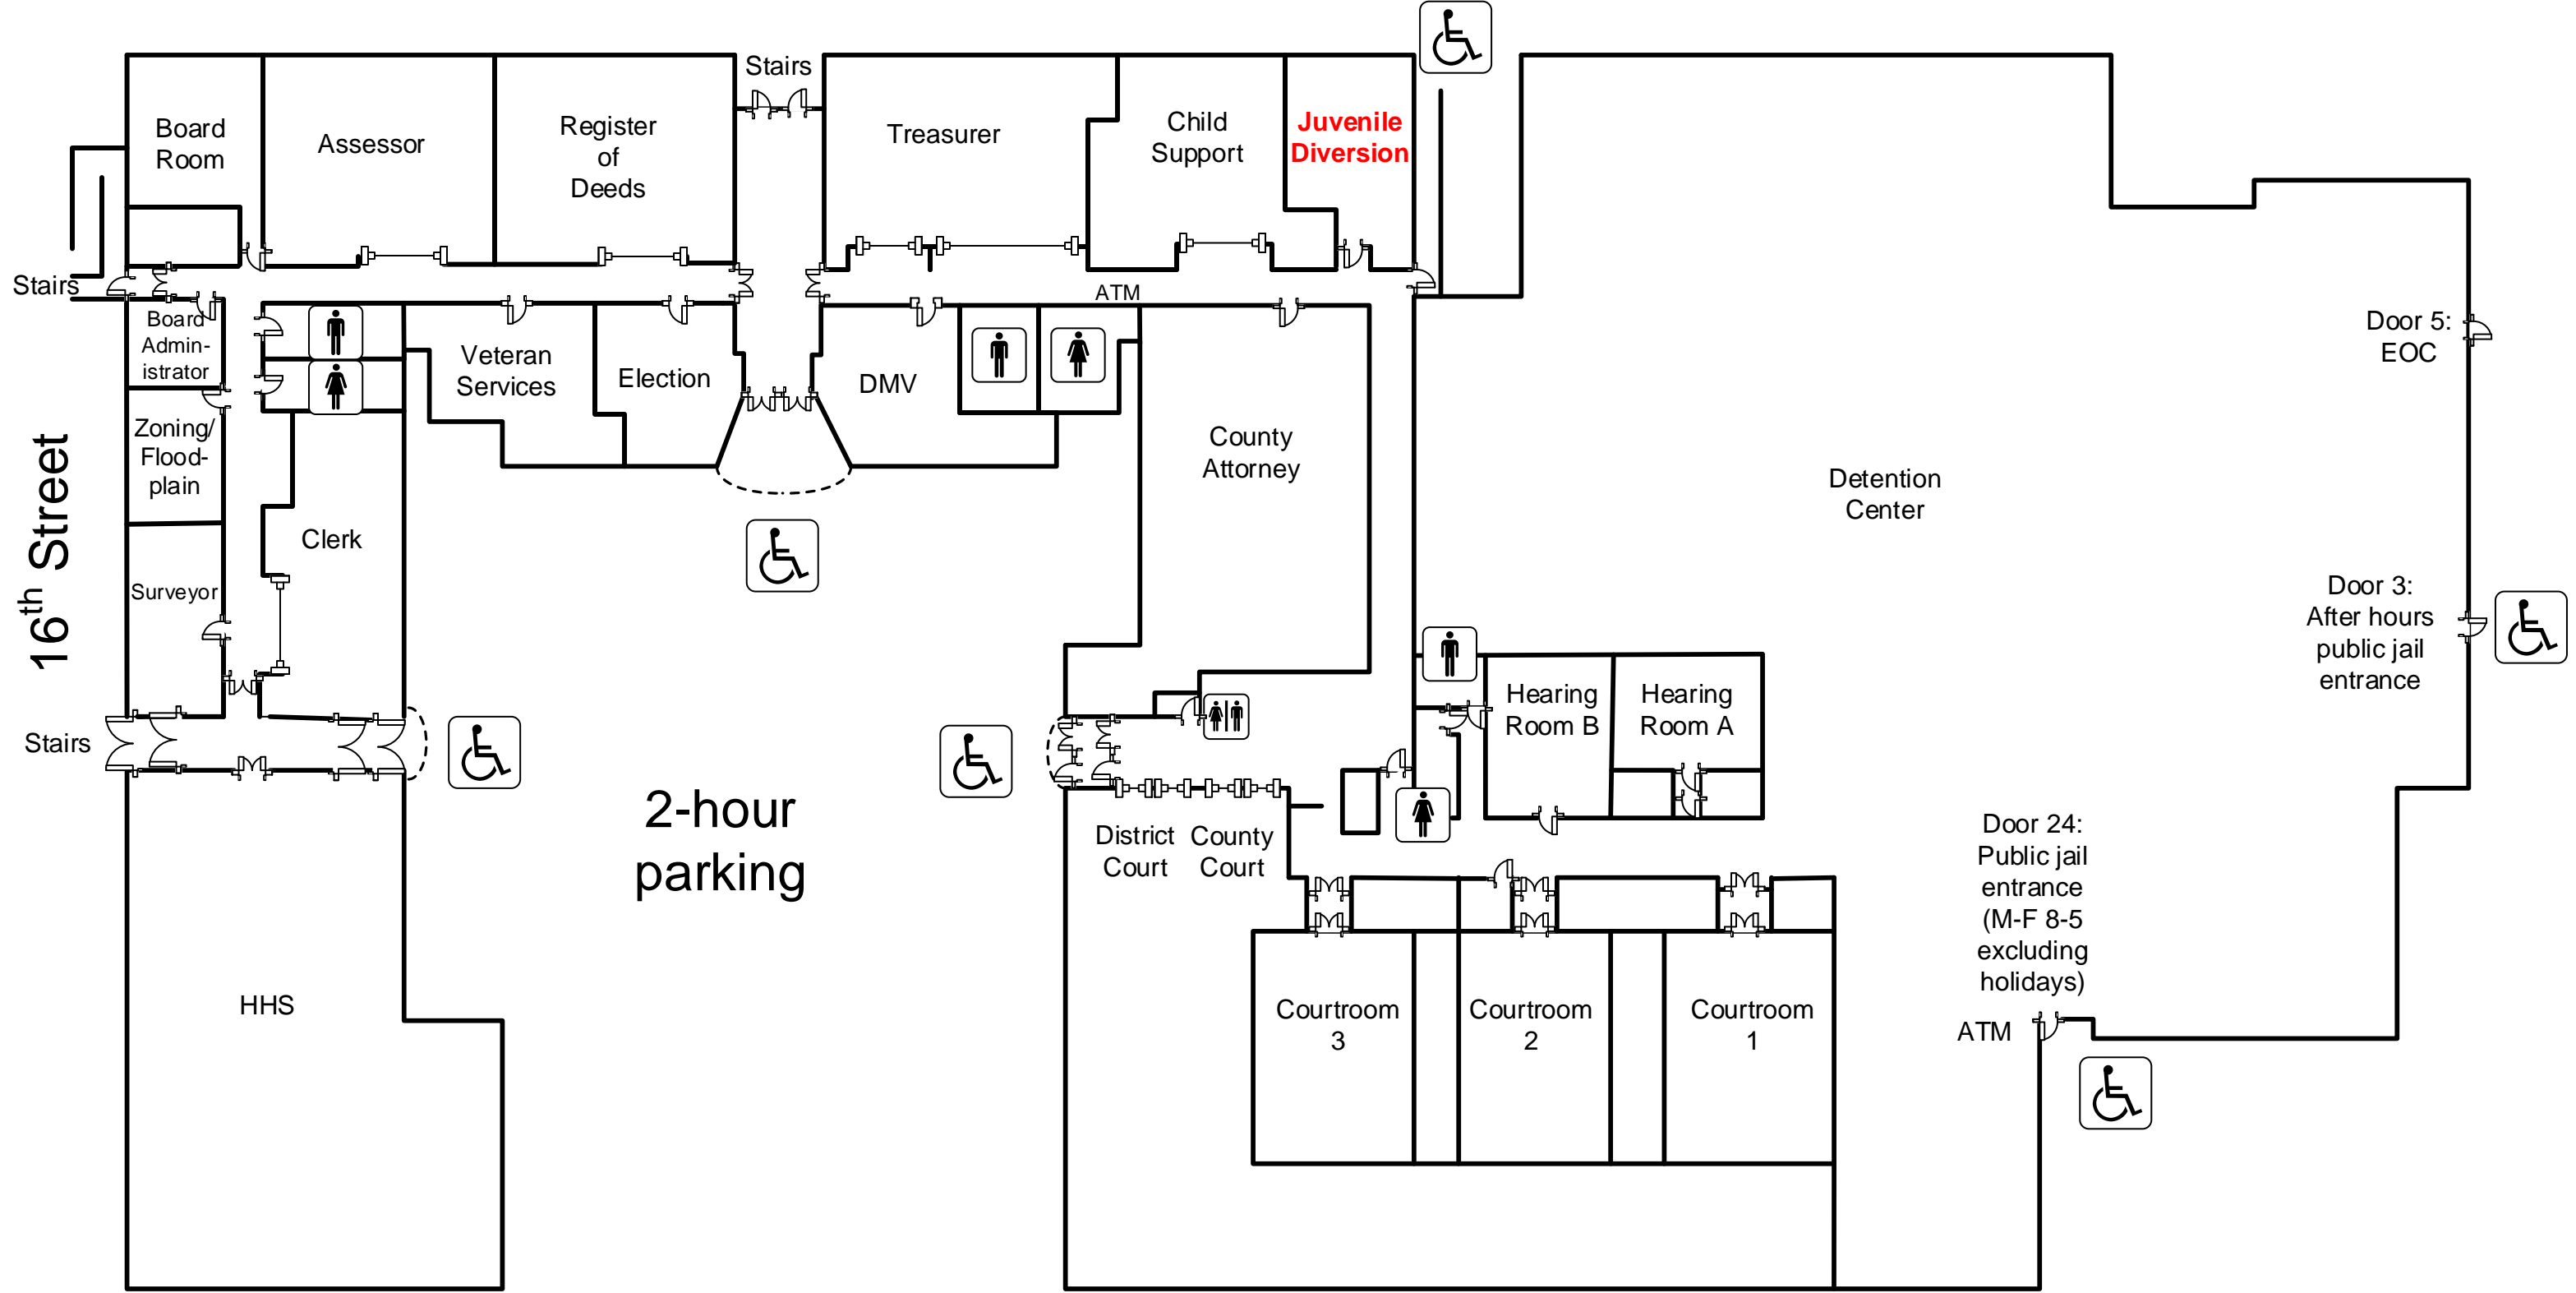 Stairs
Board
Room
Assessor
Register
of
Deeds
Treasurer
Child
Support
Juvenile
Diversion
Stairs
ATM
Board
Admin-
istrator
Veteran
Services
Election
DMV
Door 5:
EOC
Zoning/
Flood-
plain
County
Attorney
Detention
Center
16th Street
Clerk
Surveyor
Door 3:
After hours
public jail
entrance
Hearing
Room B
Hearing
Room A
Stairs
2-hour
parking
District
Court
County
Court
Door 24:
Public jail
entrance
(M-F 8-5
excluding
holidays)
HHS
Courtroom
3
Courtroom
2
Courtroom
1
ATM